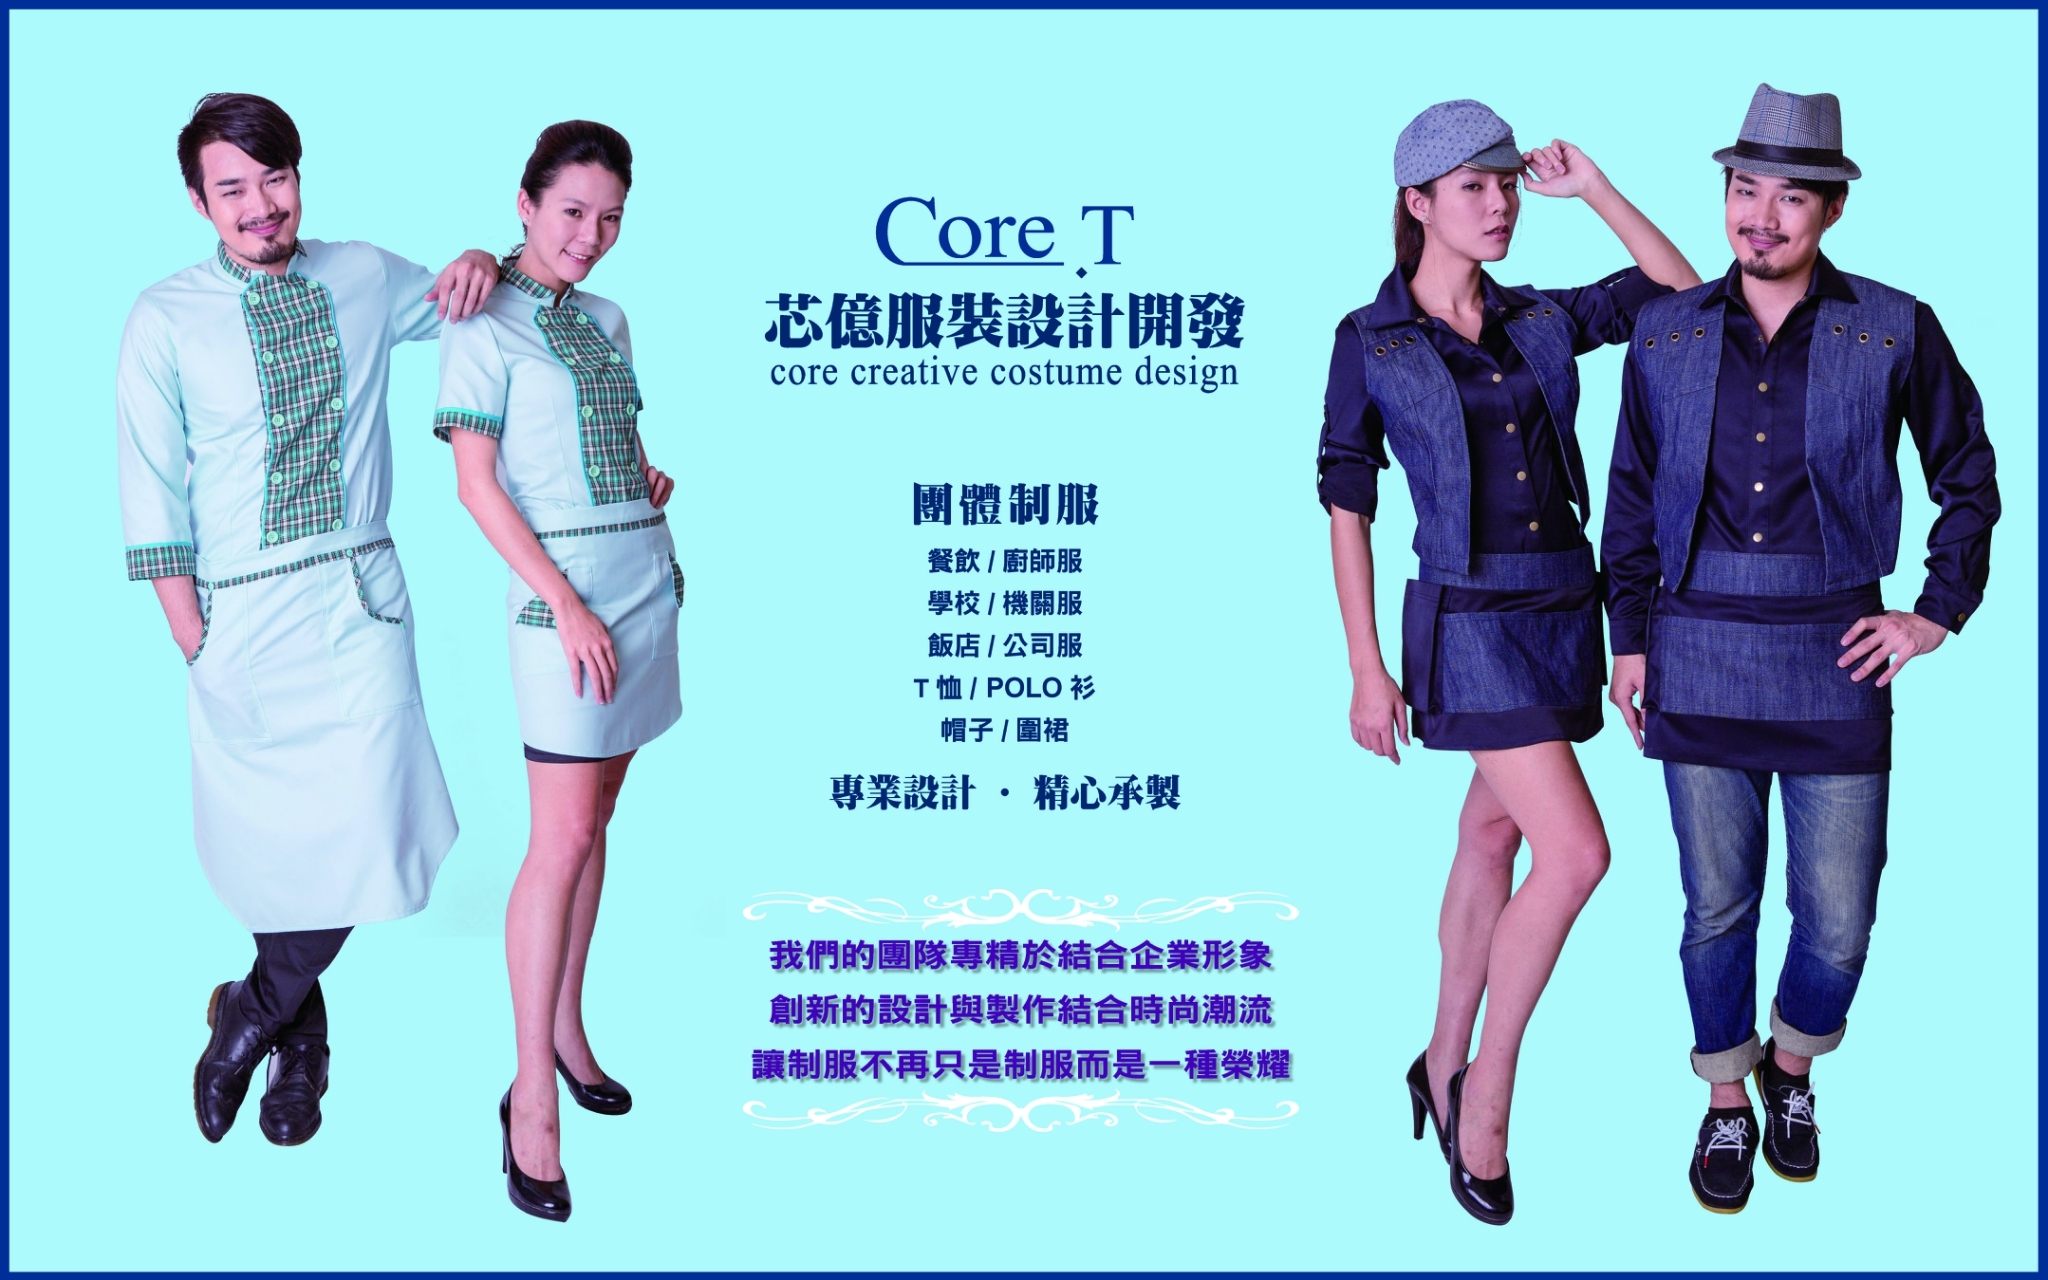 Core.T
芯億服裝設計開發
core creative costume design
團體制服
餐飲 / 廚師服
學校 / 機關服
飯店 / 公司服
T 恤 / POLO 衫
帽子 / 圍裙
專業設計 · 精心承製
我們的團隊專精於結合企業形象
創新的設計與製作結合時尚潮流
讓制服不再只是制服而是一種榮耀